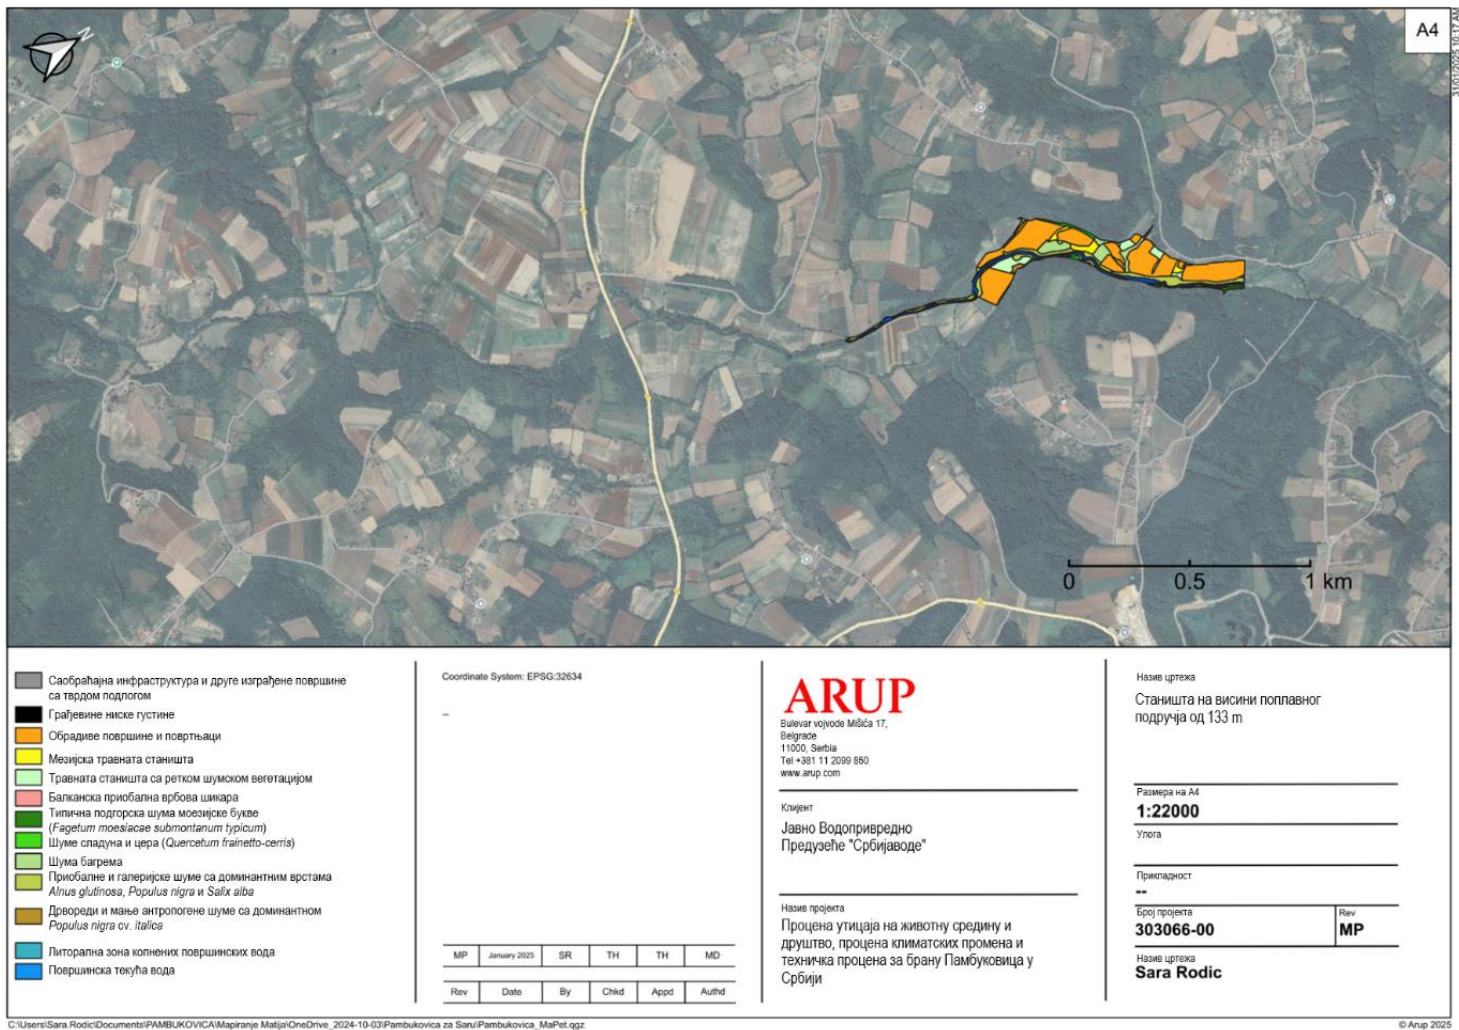 A4
31/01/2025 10:17 AM
N
0 0.5 1 km
Саобраћајна инфраструктура и друге изграђене површине
са тврдом подлогом
Грађевине ниске густине
Обрадиве површине и повртњаци
Мезијска травната станишта
Травната станишта са ретком шумском вегетацијом
Балканска приобална врбова шикара
Типична подгорска шума моезијске букве
(Fagetum moesiacae submontanum typicum)
Шуме сладуна и цера (Quercetum frainetto-cerris)
Шума багрема
Приобалне и галеријске шуме са доминантним врстама
Alnus glutinosa, Populus nigra и Salix alba
Дрвореди и мање антропогене шуме са доминантном
Populus nigra cv. italica
Литорална зона копнених површинских вода
Површинска текућа вода
Coordinate System: EPSG:32634
–
MP January 2025 SR TH TH MD
Rev Date By Chkd Appd Authd
ARUP
Bulevar vojvode Mišića 17,
Belgrade
11000, Serbia
Tel +381 11 2099 850
www.arup.com
Клијент
Јавно Водопривредно
Предузеће "Србијаводе"
Назив пројекта
Процена утицаја на животну средину и
друштво, процена климатских промена и
техничка процена за брану Памбуковица у
Србији
Назив цртежа
Станишта на висини поплавног
подручја од 133 m
Размера на А4
1:22000
Улога
Прикладност
--
Број пројекта
303066-00
Rev
MP
Назив цртежа
Sara Rodic
C:\Users\Sara.Rodic\Documents\PAMBUKOVICA\Mapiranje Matija\OneDrive_2024-10-03\Pambukovica za Saru\Pambukovica_MaPet.qgz
© Arup 2025